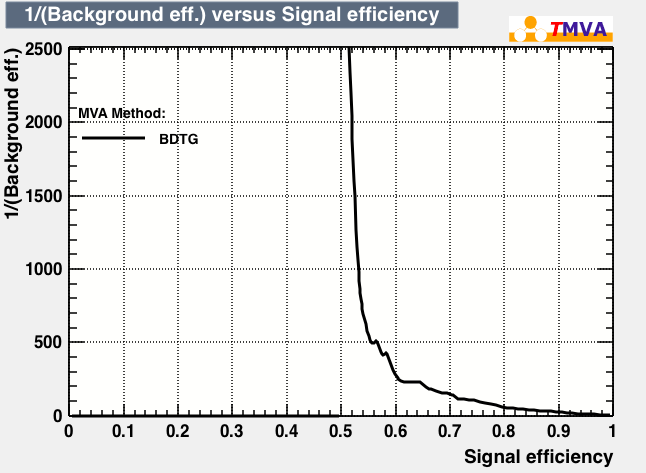 1/(Background eff.) versus Signal efficiency
TMVA
1/(Background eff.)
2500
2000
1500
1000
500
0
MVA Method:
BDTG
0 0.1 0.2 0.3 0.4 0.5 0.6 0.7 0.8 0.9 1
Signal efficiency